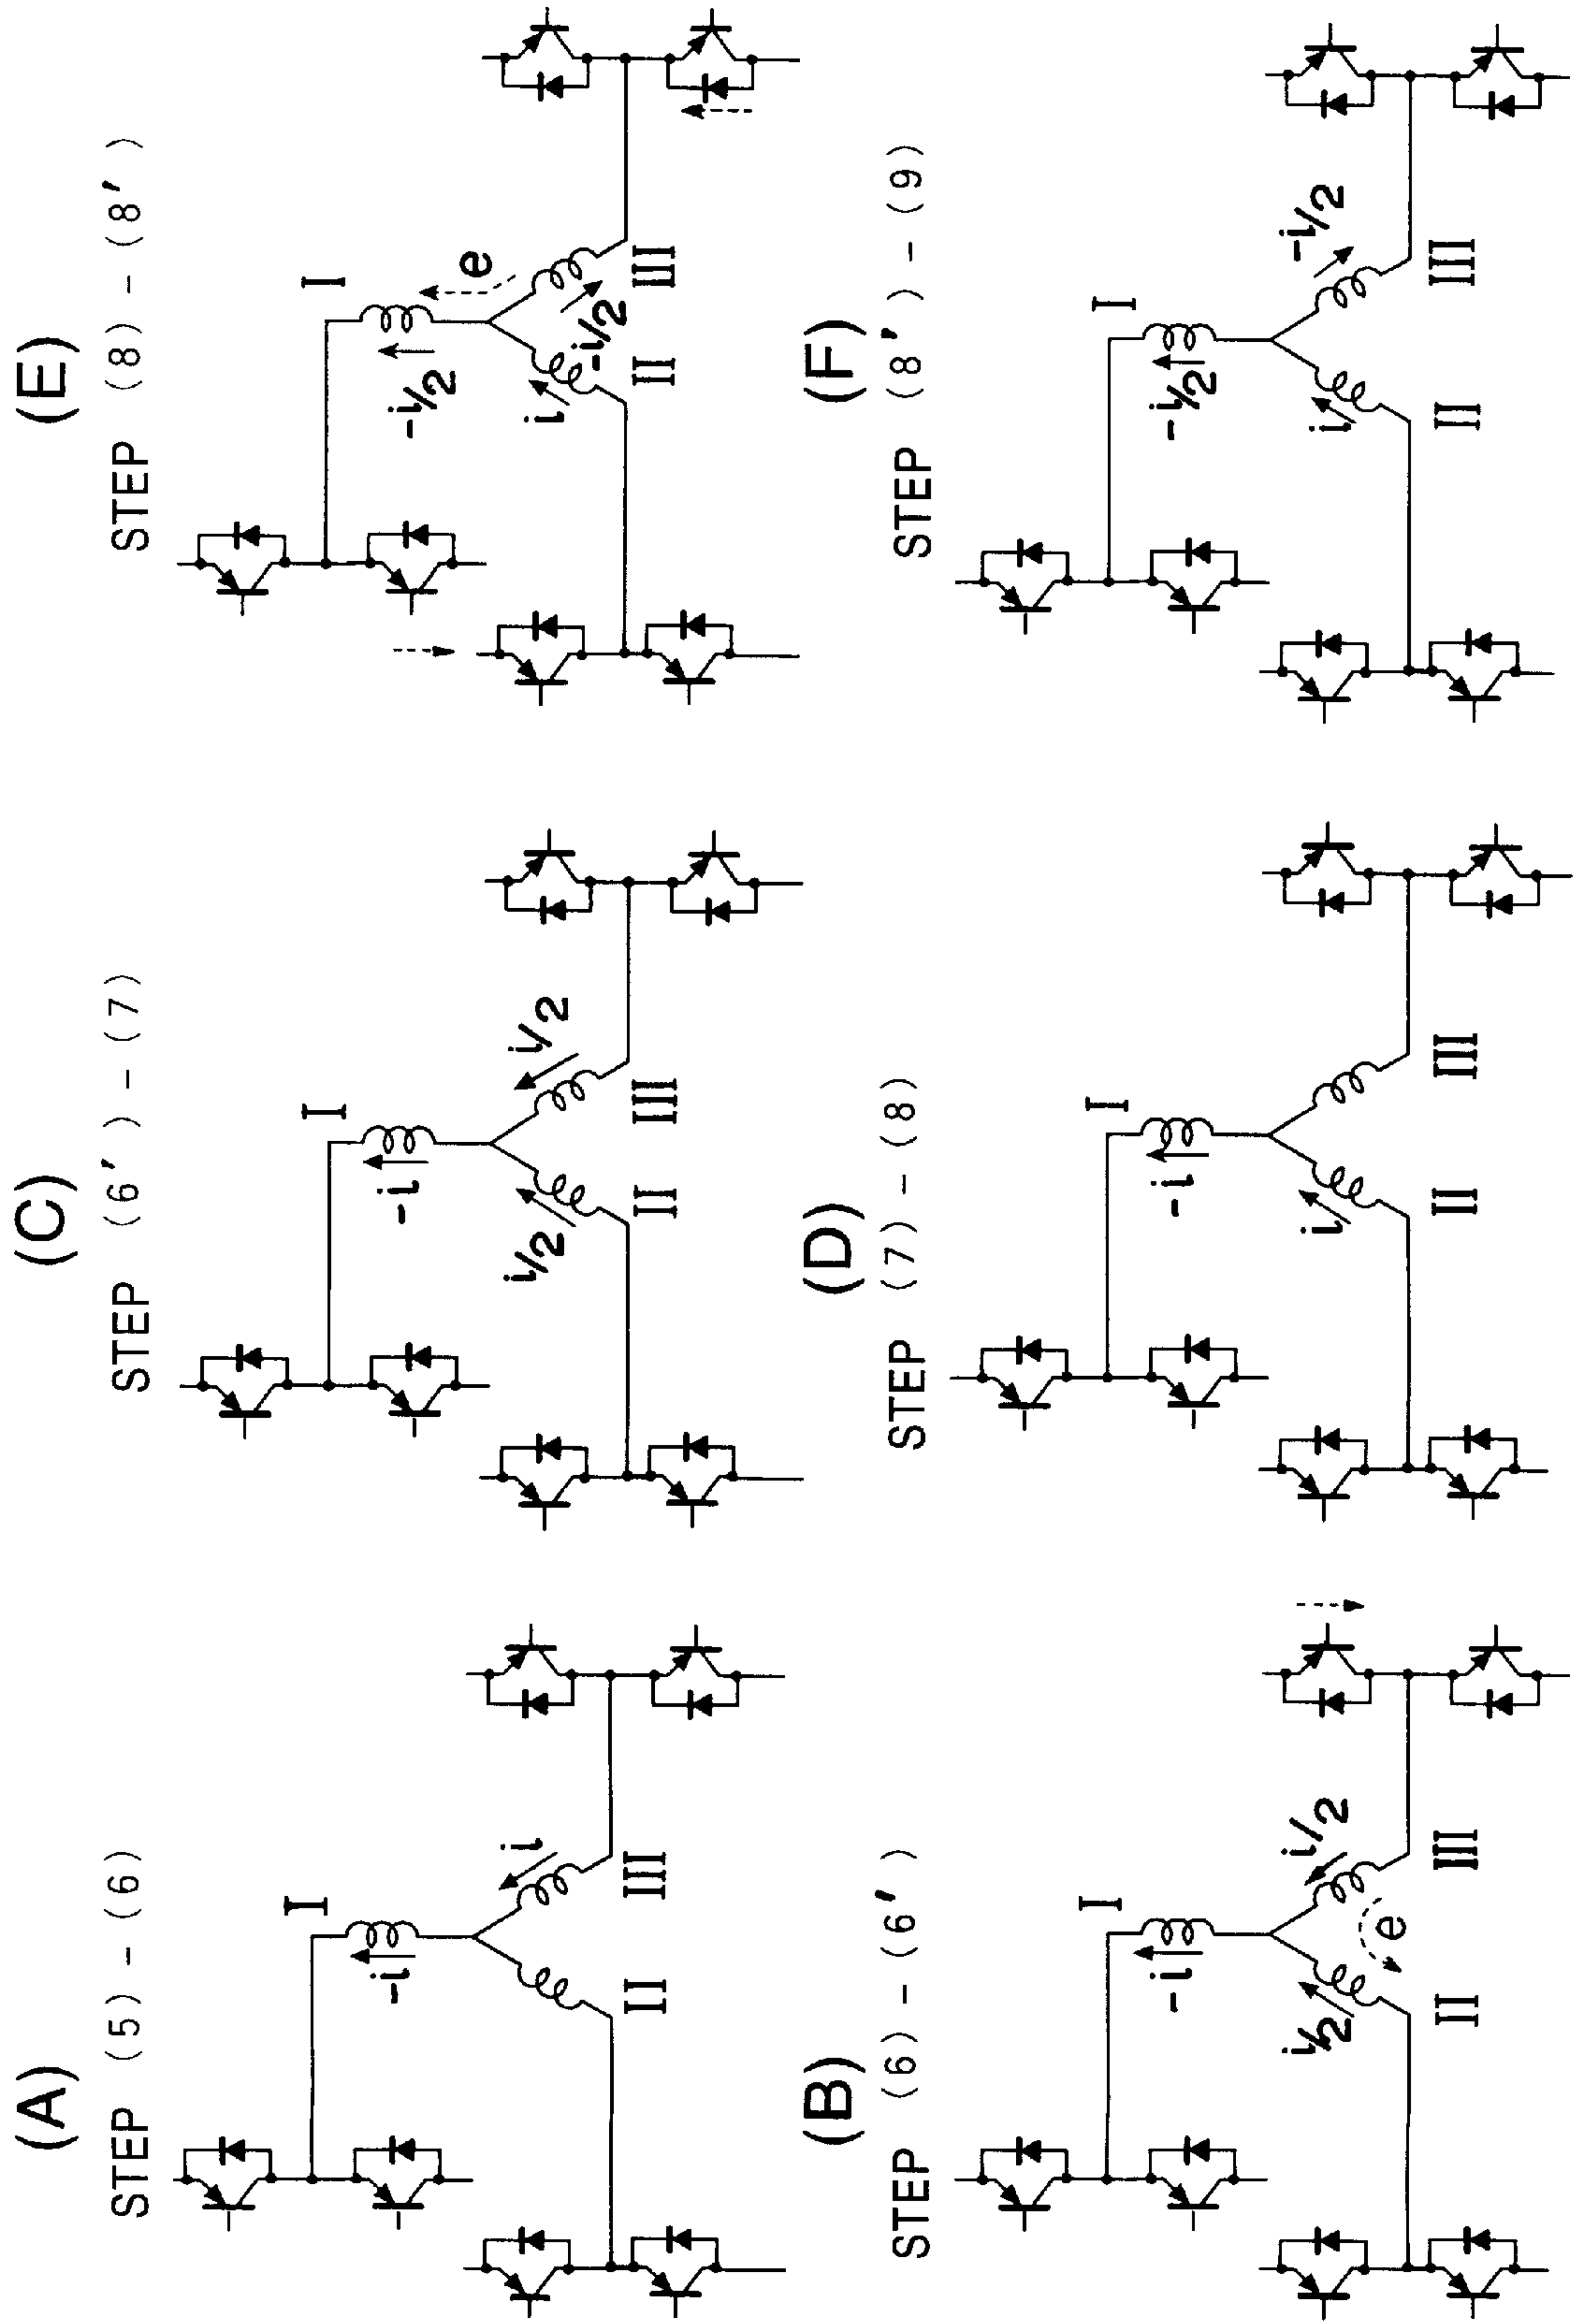 (A)
STEP (5) - (6)
I
-i
i
II
III
(B)
STEP (6) - (6')
I
-i
i/2
i/2
e
II
III
(C)
STEP (6') - (7)
I
-i
i/2
i/2
II
III
(D)
STEP (7) - (8)
I
-i
i
II
III
(E)
STEP (8) - (8')
I
-i/2
e
i
-i/2
II
III
(F)
STEP (8') - (9)
I
-i/2
-i/2
i
II
III